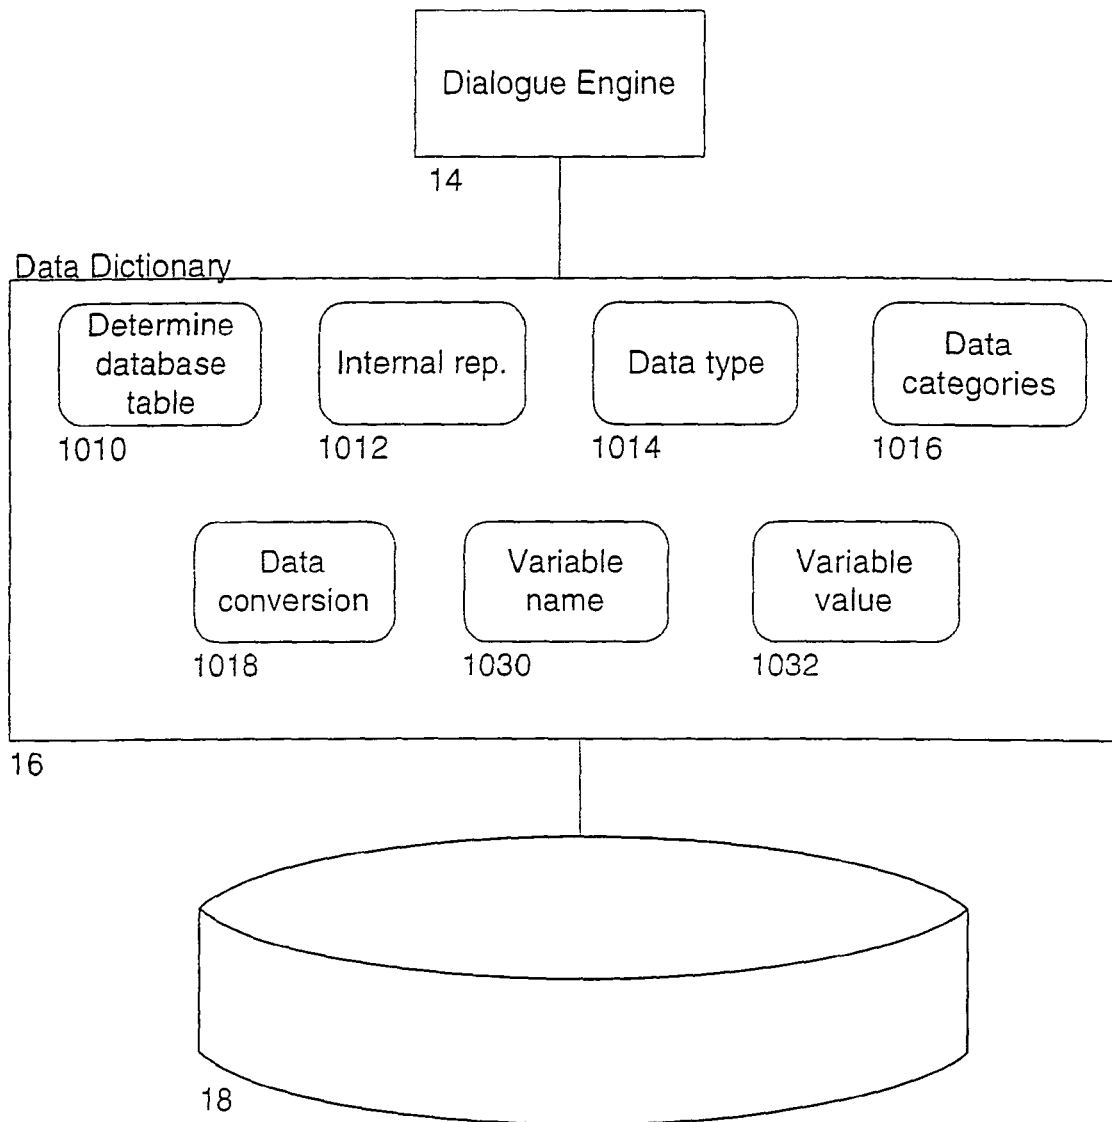 Dialogue Engine
14
Data Dictionary
Determine
database
table
1010
Internal rep.
1012
Data type
1014
Data
categories
1016
Data
conversion
1018
Variable
name
1030
Variable
value
1032
16
18